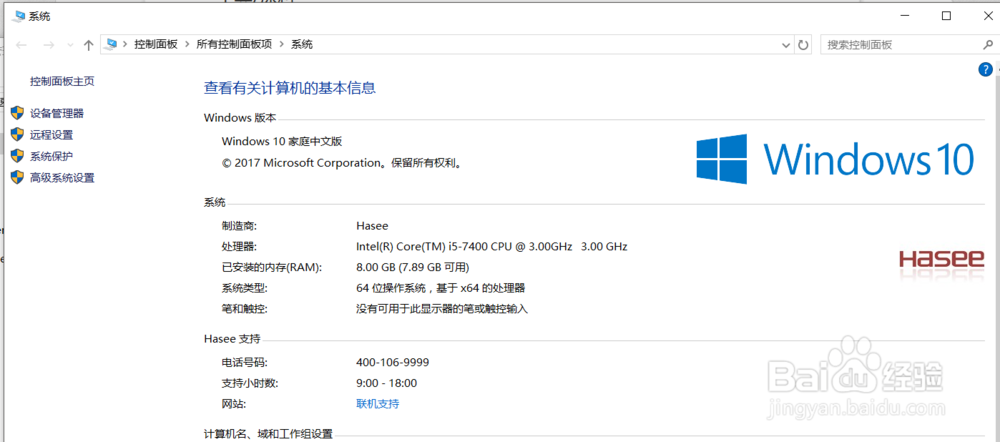 系统
控制面板 > 所有控制面板项 > 系统
搜索控制面板
控制面板主页
设备管理器
远程设置
系统保护
高级系统设置
查看有关计算机的基本信息
Windows 版本
Windows 10 家庭中文版
© 2017 Microsoft Corporation。保留所有权利。
Windows 10
系统
制造商: Hasee
处理器: Intel(R) Core(TM) i5-7400 CPU @ 3.00GHz 3.00 GHz
已安装的内存(RAM): 8.00 GB (7.89 GB 可用)
系统类型: 64 位操作系统，基于 x64 的处理器
笔和触控: 没有可用于此显示器的笔或触控输入
Hasee
Hasee 支持
电话号码: 400-106-9999
支持小时数: 9:00 - 18:00
网站: 联机支持
计算机名、域和工作组设置
Baidu 经验
jingyan.baidu.com